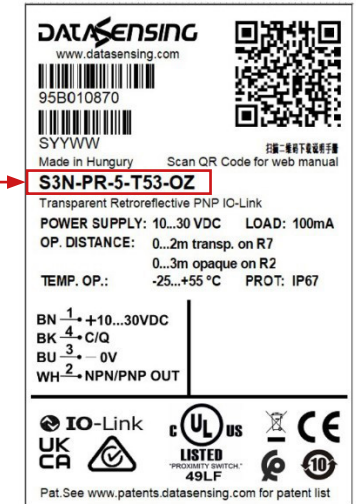 DATASENSING
www.datasensing.com
95B010870
SYYWW
扫二维码下载说明手册
Made in Hungury Scan QR Code for web manual
S3N-PR-5-T53-OZ
Transparent Retroreflective PNP IO-Link
POWER SUPPLY: 10...30 VDC LOAD: 100mA
OP. DISTANCE: 0...2m transp. on R7
0...3m opaque on R2
TEMP. OP.: -25...+55 °C PROT: IP67
BN 1 +10...30VDC
BK 4 C/Q
BU 3 — 0V
WH 2 NPN/PNP OUT
IO-Link
UK CA
c UL us
LISTED
"PROXIMITY SWITCH."
49LF
CE
10
Pat.See www.patents.datasensing.com for patent list